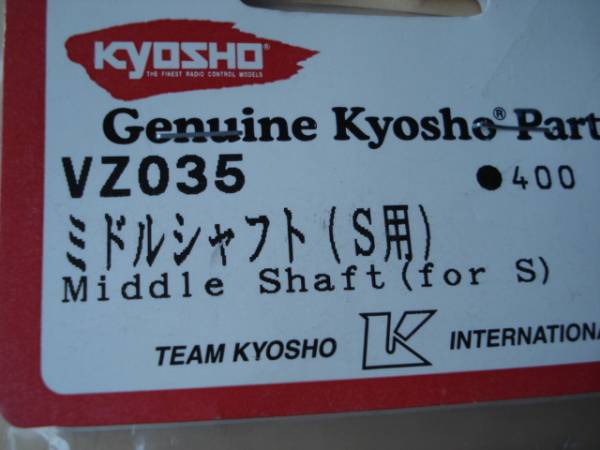 KYOSHO®
THE FINEST RADIO CONTROL MODELS
Genuine Kyosho® Part
VZ035 ●400
ミドルシャフト(S用)
Middle Shaft(for S)
TEAM KYOSHO K INTERNATIONA